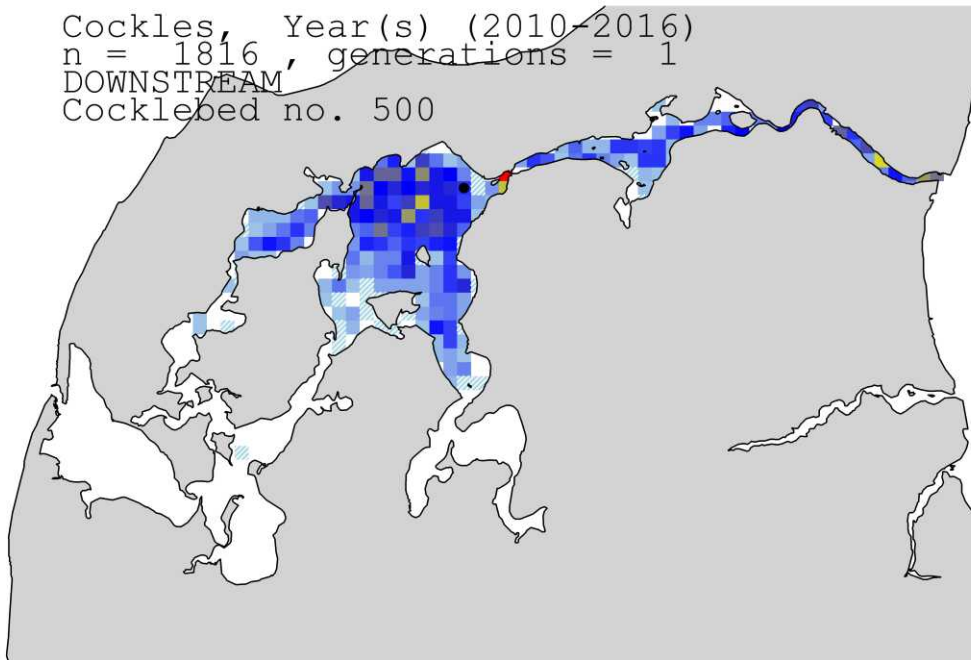 Cockles, Year(s) (2010-2016)
n = 1816 , generations = 1
DOWNSTREAM
Cocklebed no. 500